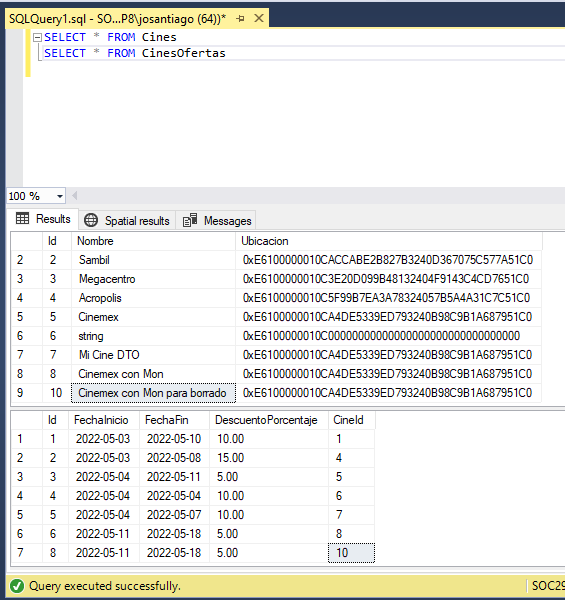 SQLQuery1.sql - SO...P8\josantiago (64))*
SELECT * FROM Cines
SELECT * FROM CinesOfertas
100 %
Results Spatial results Messages
Id Nombre Ubicacion
2 2 Sambil 0xE6100000010CACCABE2B827B3240D367075C577A51C0
3 3 Megacentro 0xE6100000010C3E20D099B48132404F9143C4CD7651C0
4 4 Acropolis 0xE6100000010C5F99B7EA3A78324057B5A4A31C7C51C0
5 5 Cinemex 0xE6100000010CA4DE5339ED793240B98C9B1A687951C0
6 6 string 0xE6100000010C00000000000000000000000000000000
7 7 Mi Cine DTO 0xE6100000010CA4DE5339ED793240B98C9B1A687951C0
8 8 Cinemex con Mon 0xE6100000010CA4DE5339ED793240B98C9B1A687951C0
9 10 Cinemex con Mon para borrado 0xE6100000010CA4DE5339ED793240B98C9B1A687951C0
Id FechaInicio FechaFin DescuentoPorcentaje CineId
1 1 2022-05-03 2022-05-10 10.00 1
2 2 2022-05-03 2022-05-08 15.00 4
3 3 2022-05-04 2022-05-11 5.00 5
4 4 2022-05-04 2022-05-04 10.00 6
5 5 2022-05-04 2022-05-07 10.00 7
6 6 2022-05-11 2022-05-18 5.00 8
7 8 2022-05-11 2022-05-18 5.00 10
Query executed successfully. SOC29